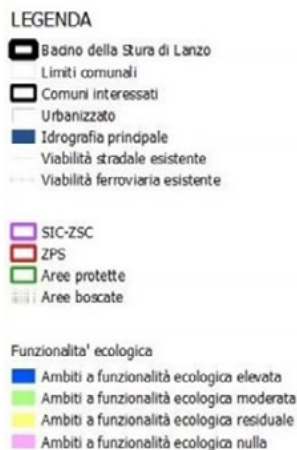 LEGENDA
Bacino della Stura di Lanzo
Limiti comunali
Comuni interessati
Urbanizzato
Idrografia principale
Viabilità stradale esistente
Viabilità ferroviaria esistente
SIC-ZSC
ZPS
Aree protette
Aree boscate
Funzionalita' ecologica
Ambiti a funzionalità ecologica elevata
Ambiti a funzionalità ecologica moderata
Ambiti a funzionalità ecologica residuale
Ambiti a funzionalità ecologica nulla